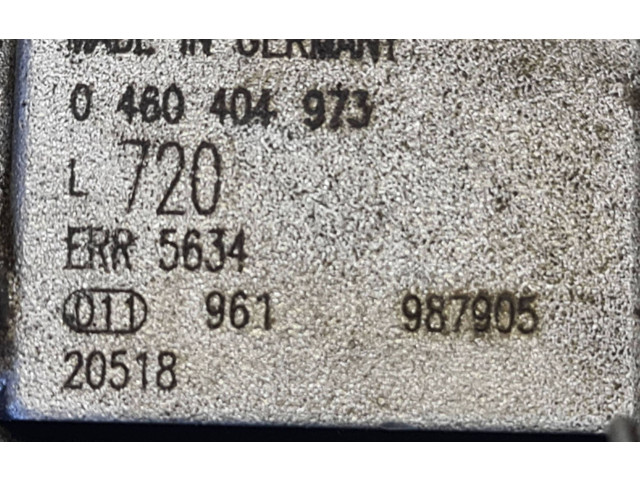 MADE IN GERMANY
0 460 404 973
L 720
ERR 5634
011 961 987905
20518